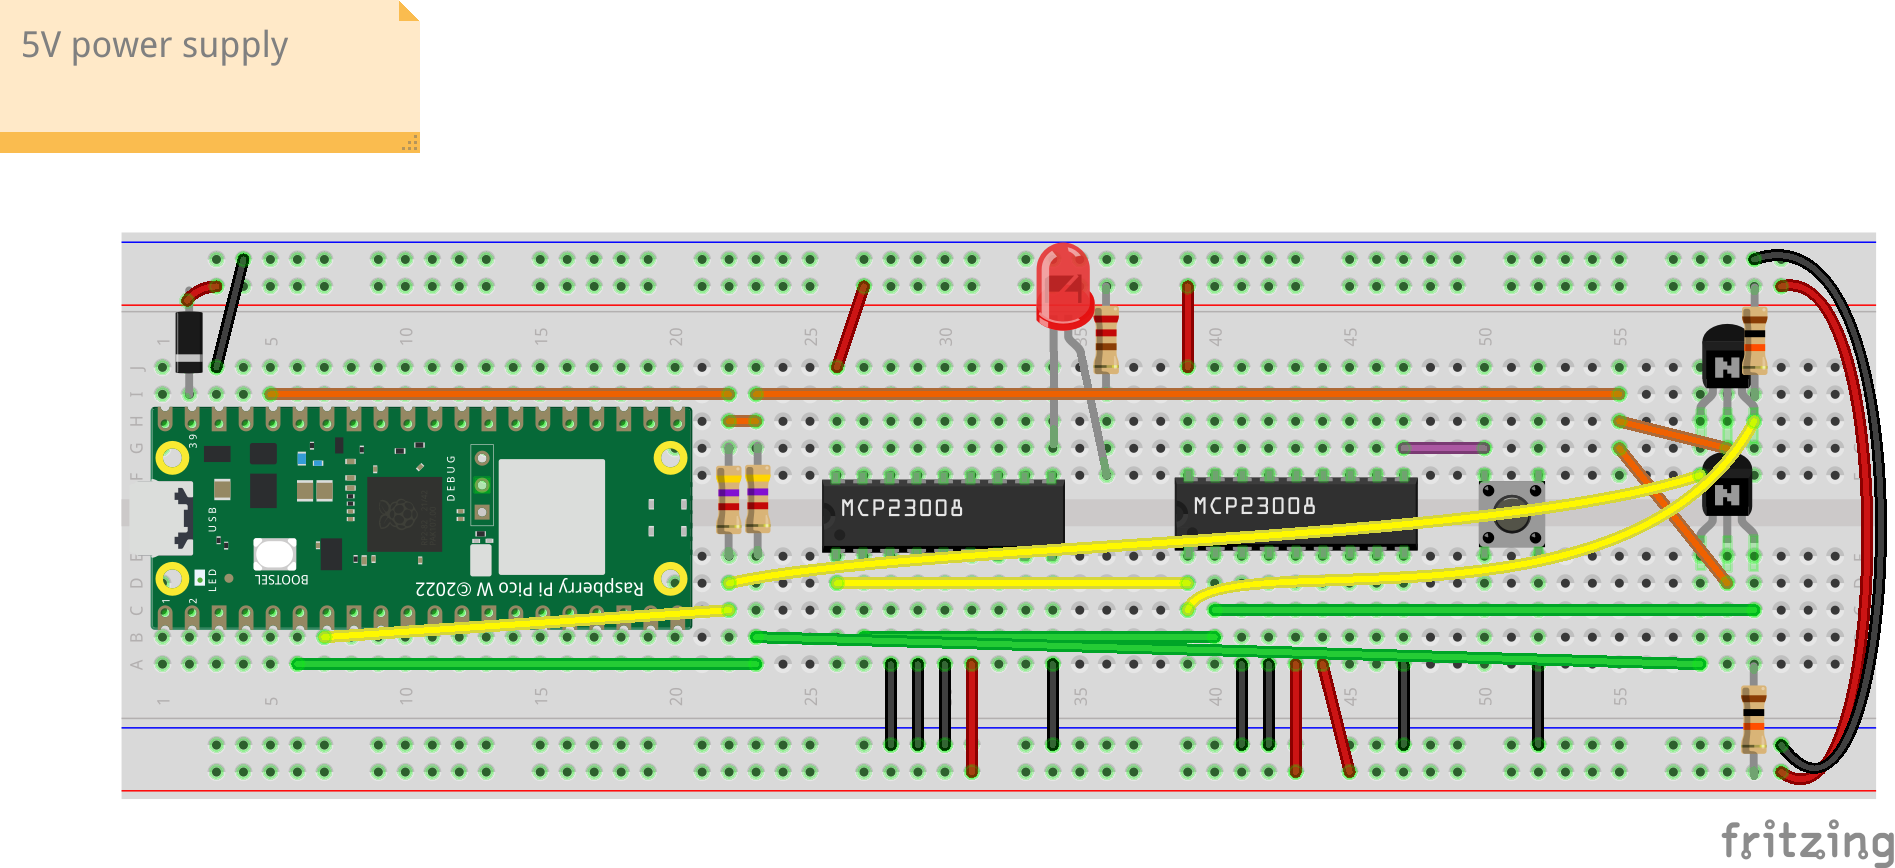 5V power supply
1 5 10 15 20 25 30 35 40 45 50 55
J
I
H
G
F
39
DEBUG
USB
MCP23008
MCP23008
E
D
C
B
A
1
2
LED
BOOTSEL
Raspberry Pi Pico W ©2022
1 5 10 15 20 25 30 35 40 45 50 55
fritzing